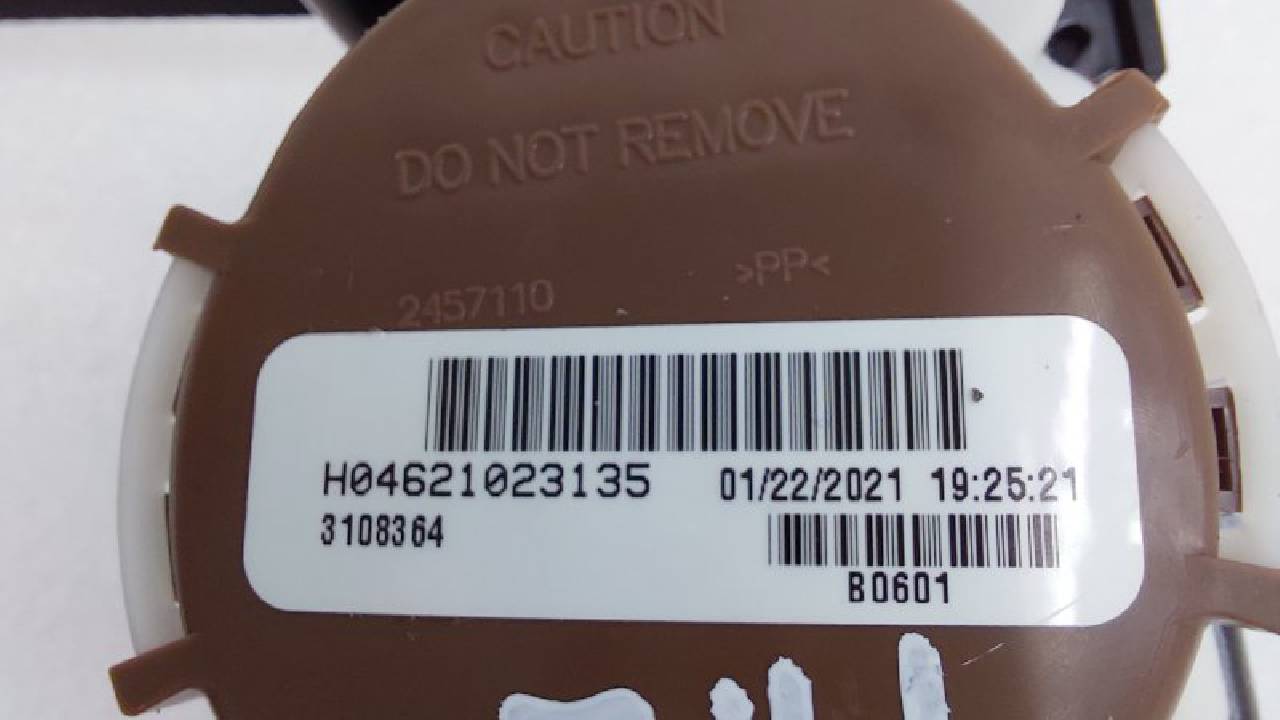 CAUTION
DO NOT REMOVE
>PP<
2457110
H04621023135 01/22/2021 19:25:21
3108364
B0601